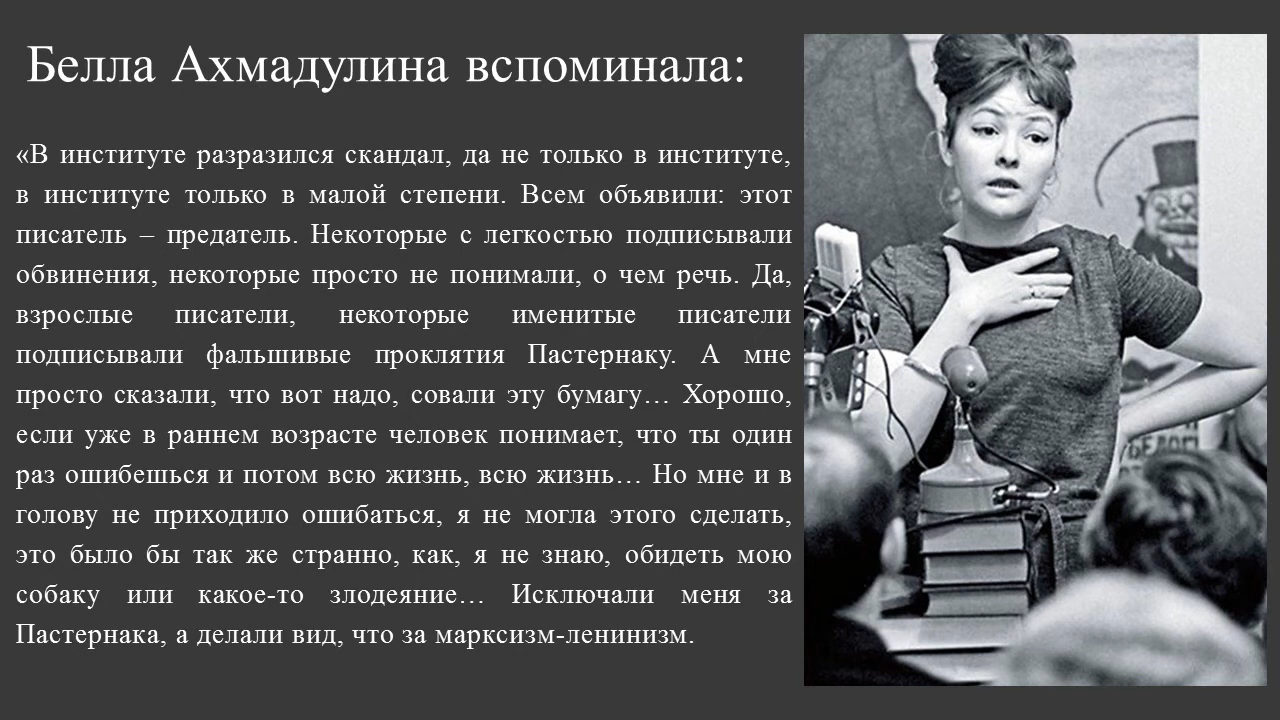 Белла Ахмадулина вспоминала:
«В институте разразился скандал, да не только в институте,
в институте только в малой степени. Всем объявили: этот
писатель – предатель. Некоторые с легкостью подписывали
обвинения, некоторые просто не понимали, о чем речь. Да,
взрослые писатели, некоторые именитые писатели
подписывали фальшивые проклятия Пастернаку. А мне
просто сказали, что вот надо, совали эту бумагу… Хорошо,
если уже в раннем возрасте человек понимает, что ты один
раз ошибешься и потом всю жизнь, всю жизнь… Но мне и в
голову не приходило ошибаться, я не могла этого сделать,
это было бы так же странно, как, я не знаю, обидеть мою
собаку или какое-то злодеяние… Исключали меня за
Пастернака, а делали вид, что за марксизм-ленинизм.